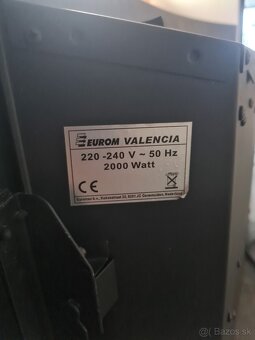 EUROM VALENCIA
220 -240 V ~ 50 Hz
2000 Watt
CE
Bazos.sk